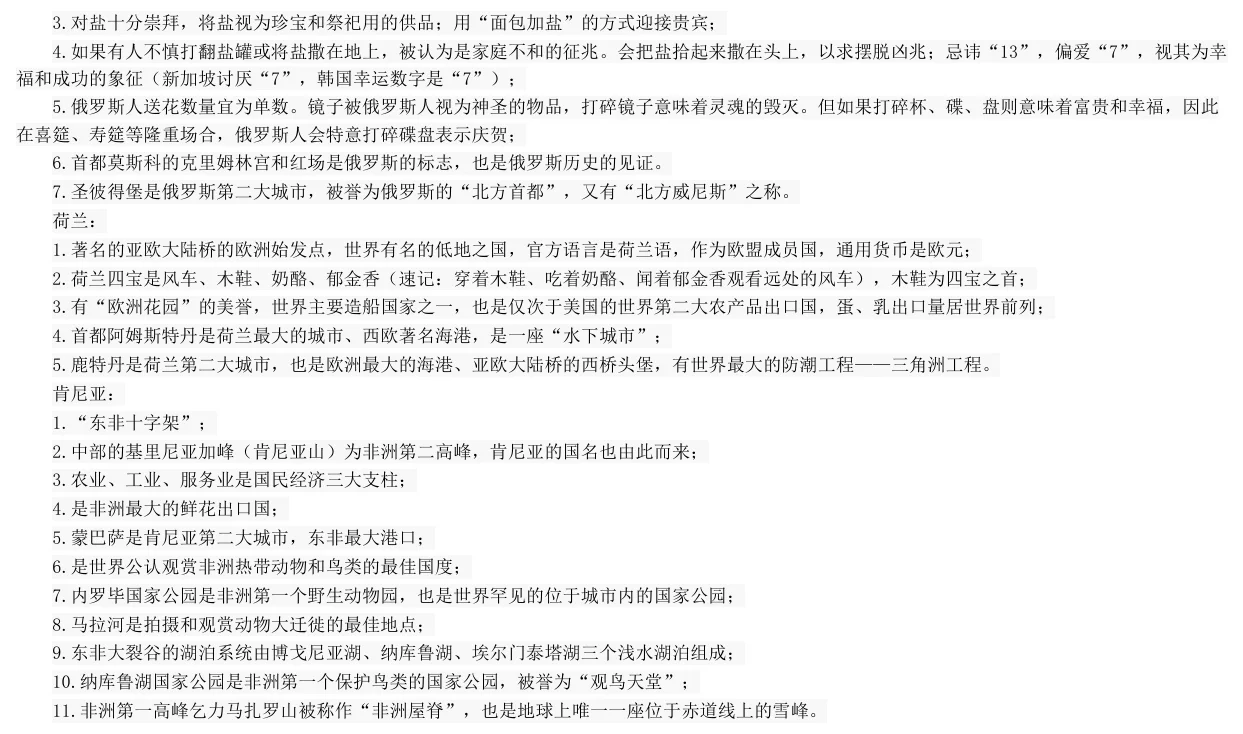 3.对盐十分崇拜，将盐视为珍宝和祭祀用的供品；用“面包加盐”的方式迎接贵宾；
4.如果有人不慎打翻盐罐或将盐撒在地上，被认为是家庭不和的征兆。会把盐拾起来撒在头上，以求摆脱凶兆；忌讳“13”，偏爱“7”，视其为幸
福和成功的象征（新加坡讨厌“7”，韩国幸运数字是“7”）；
5.俄罗斯人送花数量宜为单数。镜子被俄罗斯人视为神圣的物品，打碎镜子意味着灵魂的毁灭。但如果打碎杯、碟、盘则意味着富贵和幸福，因此
在喜筵、寿筵等隆重场合，俄罗斯人会特意打碎碟盘表示庆贺；
6.首都莫斯科的克里姆林宫和红场是俄罗斯的标志，也是俄罗斯历史的见证。
7.圣彼得堡是俄罗斯第二大城市，被誉为俄罗斯的“北方首都”，又有“北方威尼斯”之称。
荷兰：
1.著名的亚欧大陆桥的欧洲始发点，世界有名的低地之国，官方语言是荷兰语，作为欧盟成员国，通用货币是欧元；
2.荷兰四宝是风车、木鞋、奶酪、郁金香（速记：穿着木鞋、吃着奶酪、闻着郁金香观看远处的风车），木鞋为四宝之首；
3.有“欧洲花园”的美誉，世界主要造船国家之一，也是仅次于美国的世界第二大农产品出口国，蛋、乳出口量居世界前列；
4.首都阿姆斯特丹是荷兰最大的城市、西欧著名海港，是一座“水下城市”；
5.鹿特丹是荷兰第二大城市，也是欧洲最大的海港、亚欧大陆桥的西桥头堡，有世界最大的防潮工程——三角洲工程。
肯尼亚：
1.“东非十字架”；
2.中部的基里尼亚加峰（肯尼亚山）为非洲第二高峰，肯尼亚的国名也由此而来；
3.农业、工业、服务业是国民经济三大支柱；
4.是非洲最大的鲜花出口国；
5.蒙巴萨是肯尼亚第二大城市，东非最大港口；
6.是世界公认观赏非洲热带动物和鸟类的最佳国度；
7.内罗毕国家公园是非洲第一个野生动物园，也是世界罕见的位于城市内的国家公园；
8.马拉河是拍摄和观赏动物大迁徙的最佳地点；
9.东非大裂谷的湖泊系统由博戈尼亚湖、纳库鲁湖、埃尔门泰塔湖三个浅水湖泊组成；
10.纳库鲁湖国家公园是非洲第一个保护鸟类的国家公园，被誉为“观鸟天堂”；
11.非洲第一高峰乞力马扎罗山被称作“非洲屋脊”，也是地球上唯一一座位于赤道线上的雪峰。